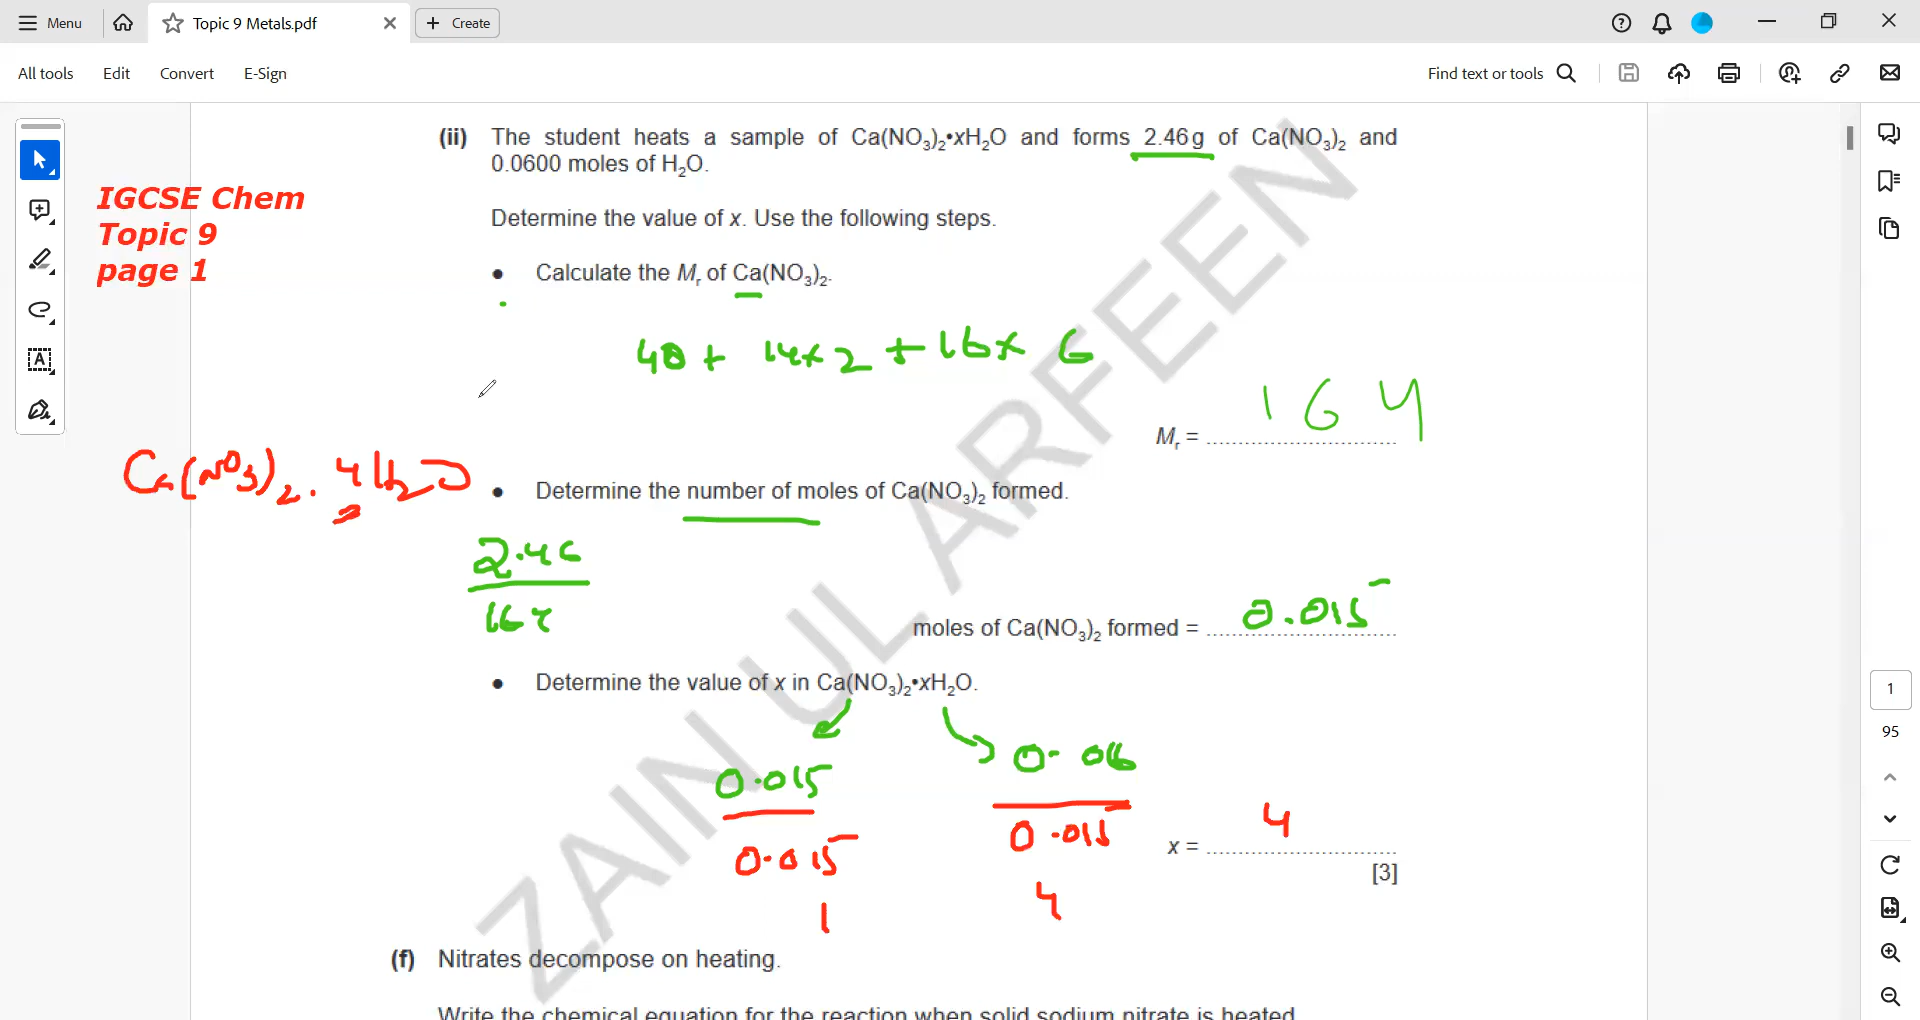 Menu
Topic 9 Metals.pdf
Create
All tools Edit Convert E-Sign
Find text or tools
IGCSE Chem
Topic 9
page 1
(ii) The student heats a sample of Ca(NO₃)₂•xH₂O and forms 2.46 g of Ca(NO₃)₂ and
0.0600 moles of H₂O.
Determine the value of x. Use the following steps.
• Calculate the Mᵣ of Ca(NO₃)₂.
40 + 14x2 + 16x 6
Mᵣ = 164
Ca(NO₃)₂ . 4H₂O
• Determine the number of moles of Ca(NO₃)₂ formed.
2.46
164
moles of Ca(NO₃)₂ formed = 0.015
• Determine the value of x in Ca(NO₃)₂•xH₂O.
0.015 0.06
0.015 0.015
1 4
x = 4
[3]
(f) Nitrates decompose on heating.
Write the chemical equation for the reaction when solid sodium nitrate is heated.
1
95
ZAIN UL ARFEEN